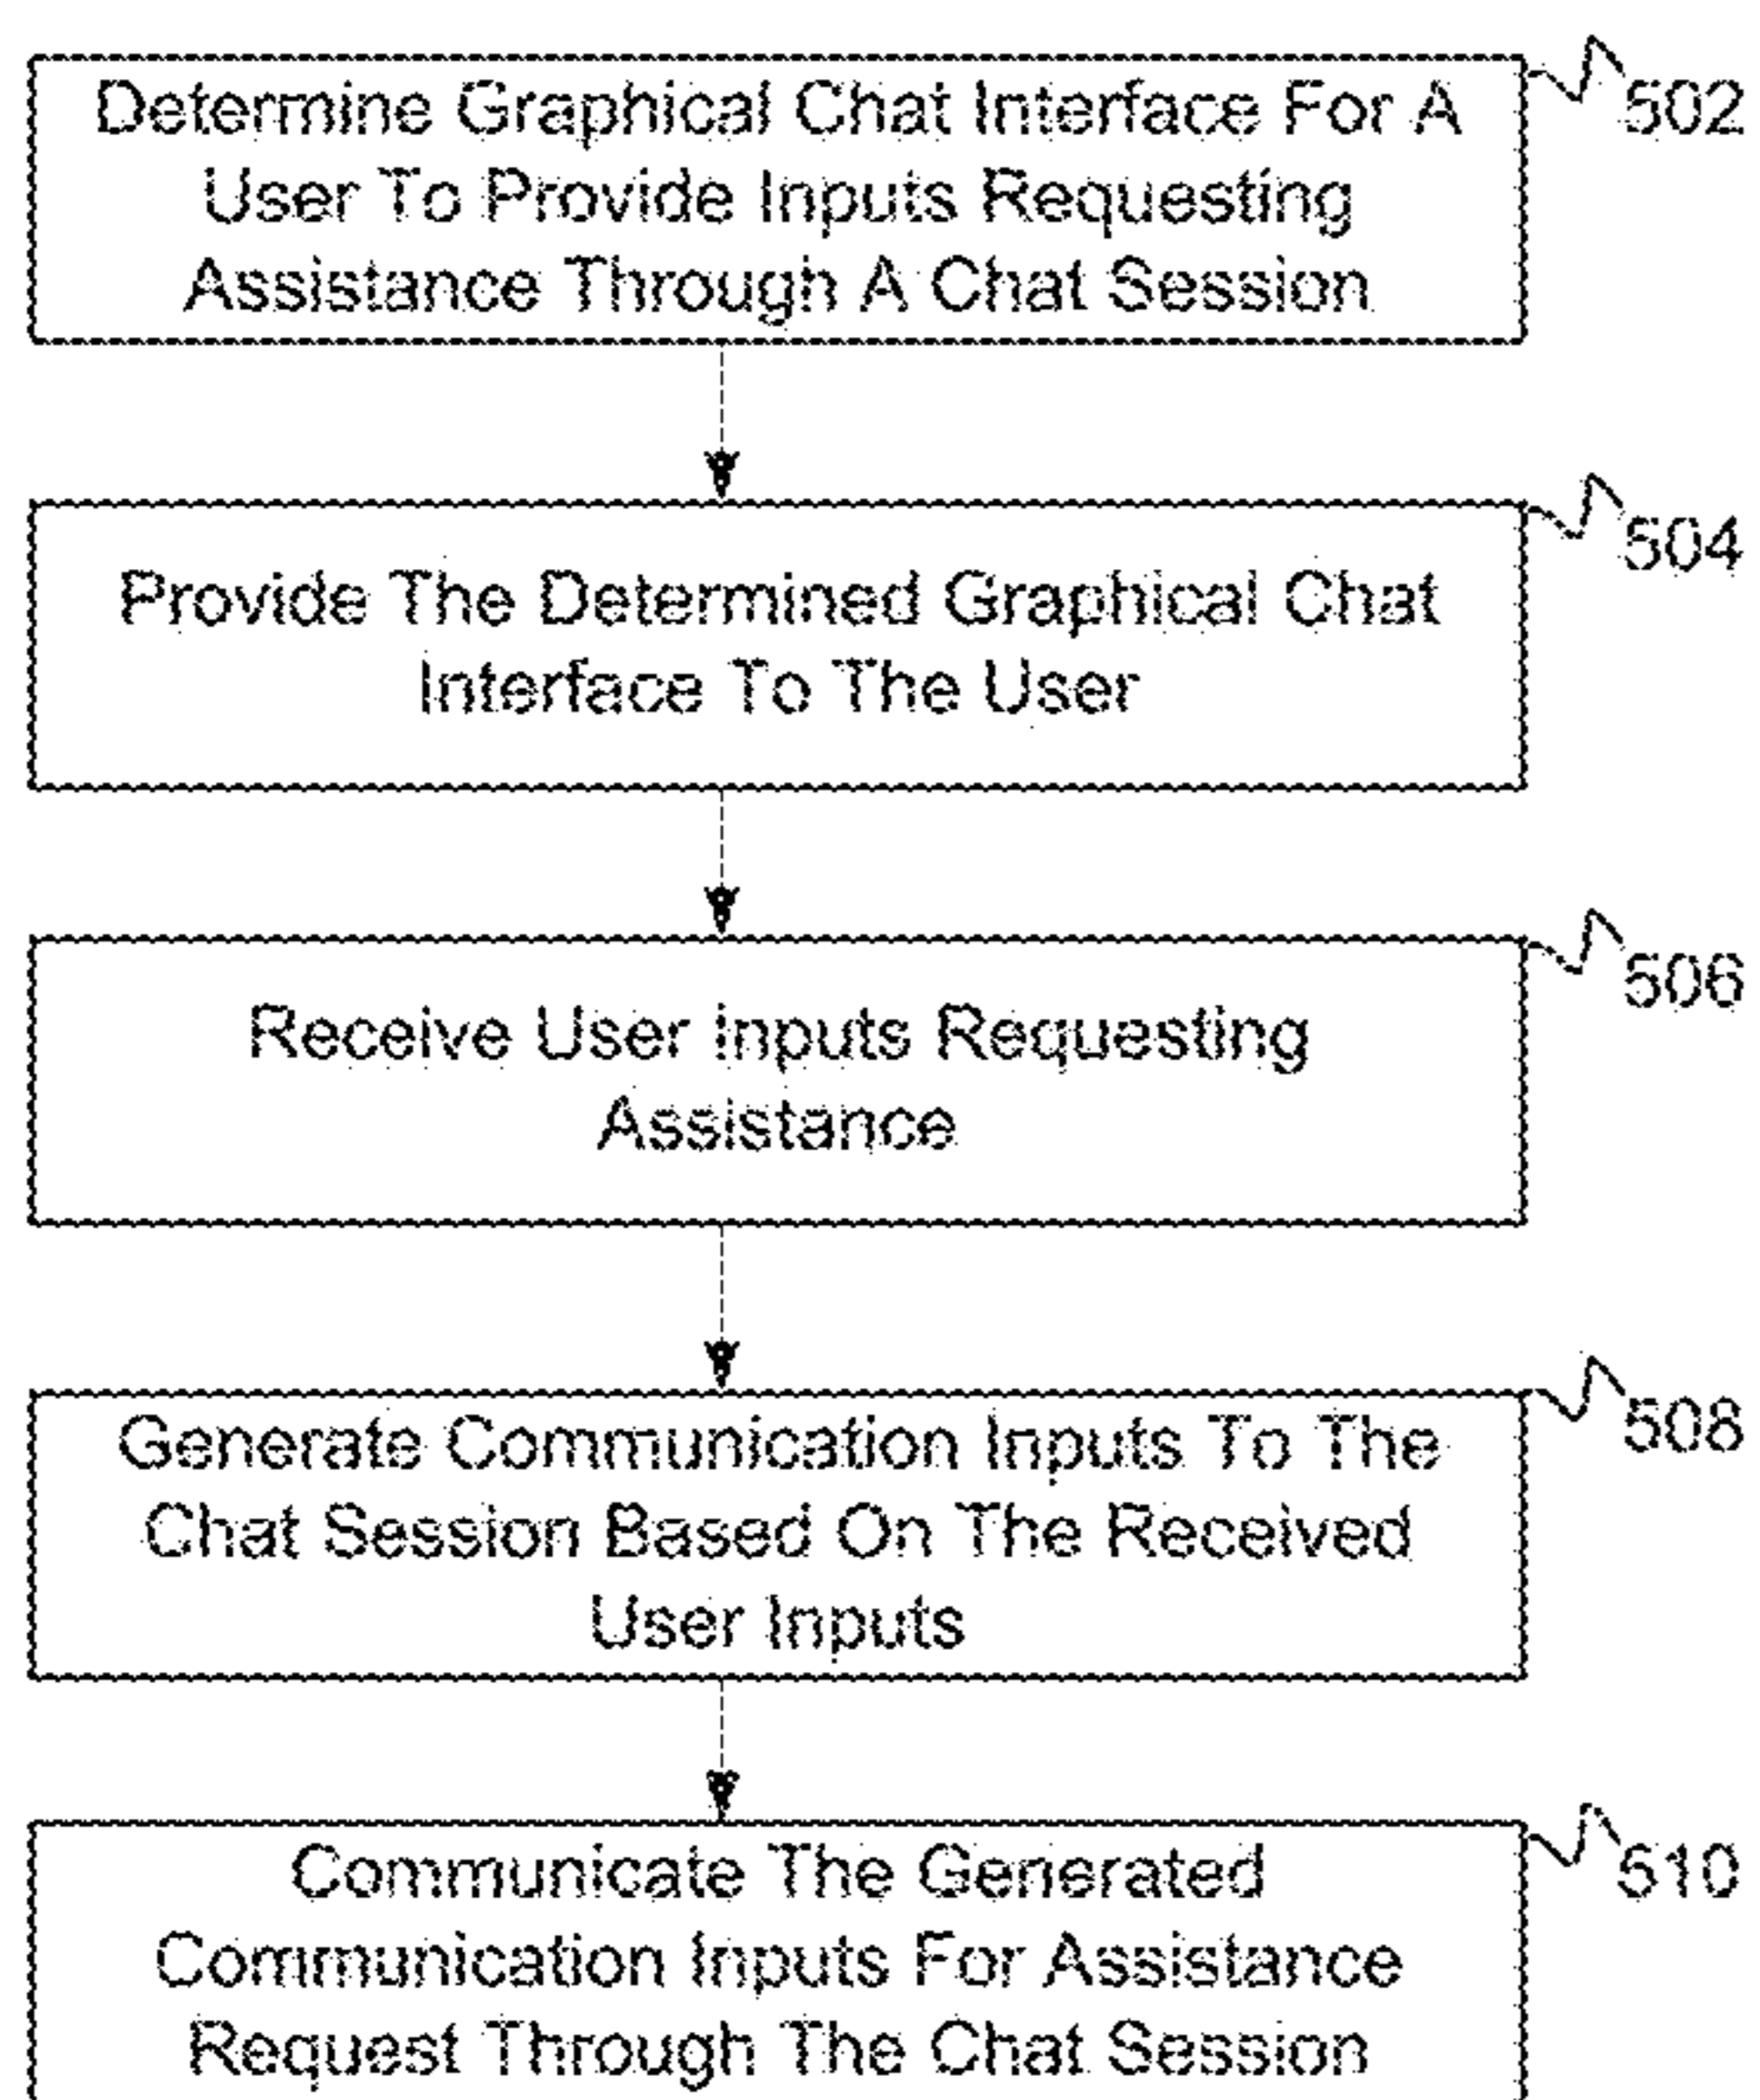 Determine Graphical Chat Interface For A
User To Provide Inputs Requesting
Assistance Through A Chat Session
502
Provide The Determined Graphical Chat
Interface To The User
504
Receive User Inputs Requesting
Assistance
506
Generate Communication Inputs To The
Chat Session Based On The Received
User Inputs
508
Communicate The Generated
Communication Inputs For Assistance
Request Through The Chat Session
510